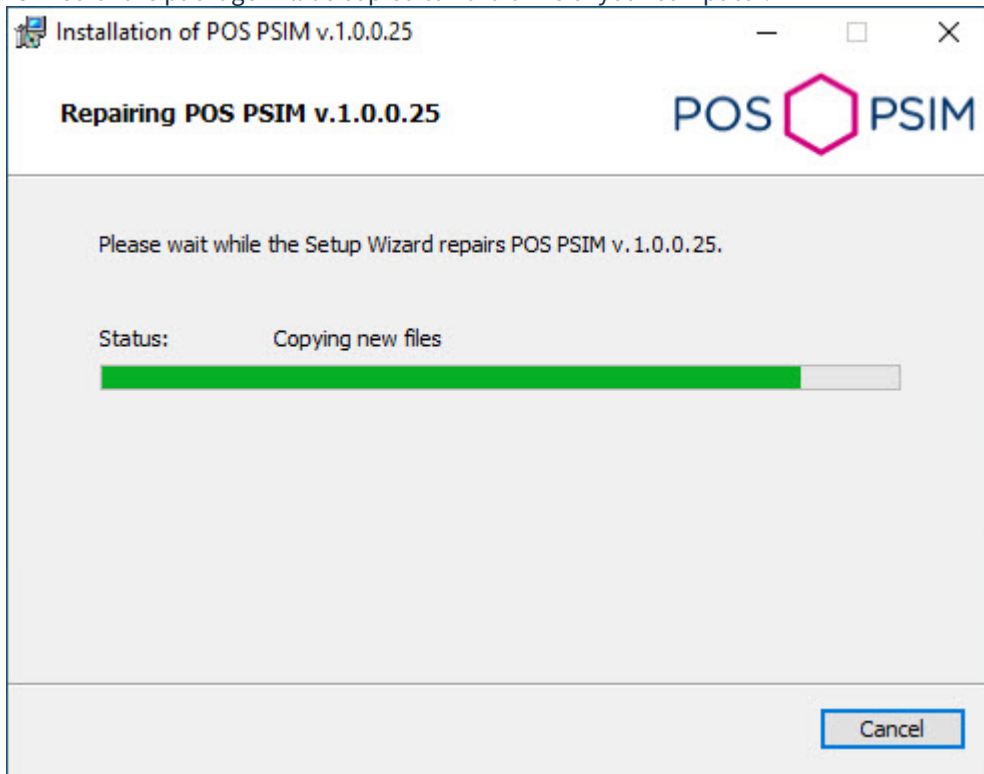 Installation of POS PSIM v.1.0.0.25
Repairing POS PSIM v.1.0.0.25
POS PSIM
Please wait while the Setup Wizard repairs POS PSIM v.1.0.0.25.
Status: Copying new files
Cancel